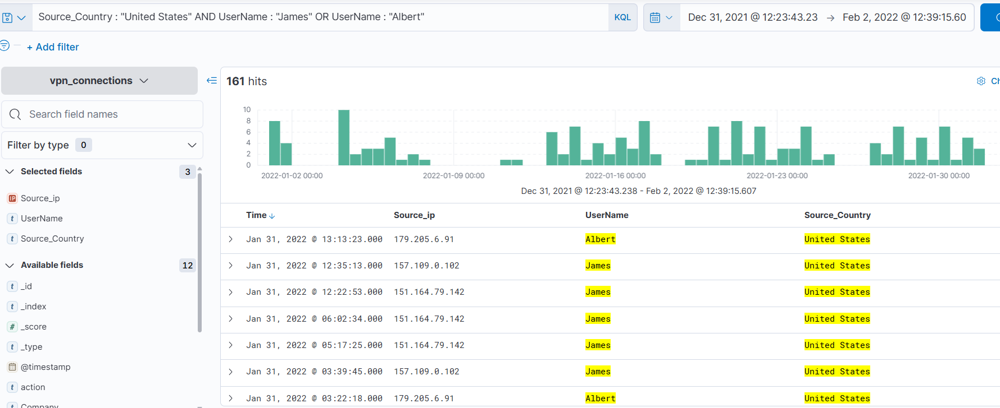 Source_Country : "United States" AND UserName : "James" OR UserName : "Albert"
KQL
Dec 31, 2021 @ 12:23:43.23 → Feb 2, 2022 @ 12:39:15.60
+ Add filter
vpn_connections
161 hits
Search field names
Filter by type 0
Selected fields 3
Source_ip
UserName
Source_Country
Available fields 12
_id
_index
_score
_type
@timestamp
action
Company
10
8
6
4
2
0
2022-01-02 00:00 2022-01-09 00:00 2022-01-16 00:00 2022-01-23 00:00 2022-01-30 00:00
Dec 31, 2021 @ 12:23:43.238 - Feb 2, 2022 @ 12:39:15.607
Time Source_ip UserName Source_Country
Jan 31, 2022 @ 13:13:23.000 179.205.6.91 Albert United States
Jan 31, 2022 @ 12:35:13.000 157.109.0.102 James United States
Jan 31, 2022 @ 12:22:53.000 151.164.79.142 James United States
Jan 31, 2022 @ 06:02:34.000 151.164.79.142 James United States
Jan 31, 2022 @ 05:17:25.000 151.164.79.142 James United States
Jan 31, 2022 @ 03:39:45.000 157.109.0.102 James United States
Jan 31, 2022 @ 03:22:18.000 179.205.6.91 Albert United States